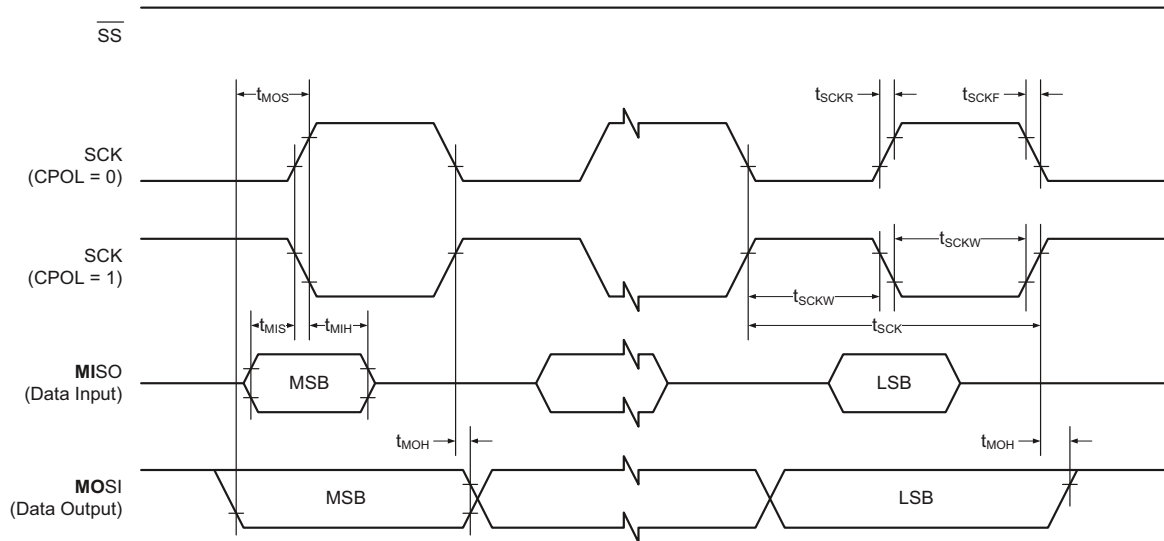 SS
tMOS
tSCKR
tSCKF
SCK
(CPOL = 0)
SCK
(CPOL = 1)
tSCKW
tSCKW
tSCK
tMIS
tMIH
MISO
(Data Input)
MSB
LSB
tMOH
tMOH
MOSI
(Data Output)
MSB
LSB